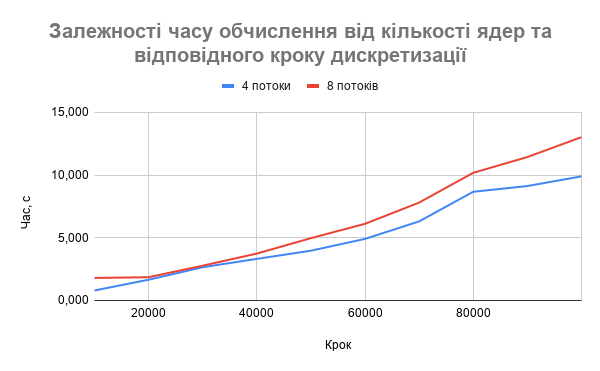 Залежності часу обчислення від кількості ядер та
відповідного кроку дискретизації
4 потоки
8 потоків
15,000
10,000
5,000
0,000
Час, с
20000
40000
60000
80000
Крок